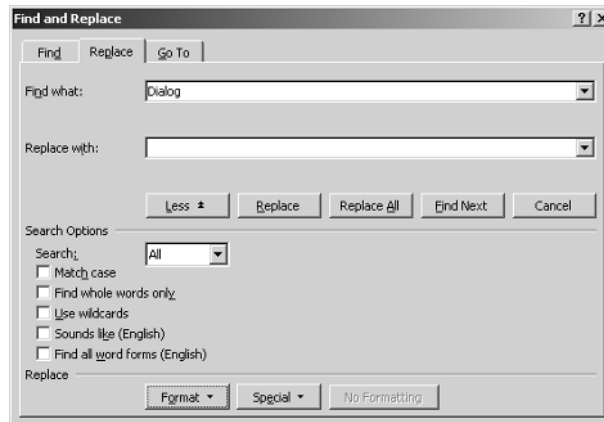 Find and Replace
Find Replace Go To
Find what: Dialog
Replace with:
Less Replace Replace All Find Next Cancel
Search Options
Search: All
Match case
Find whole words only
Use wildcards
Sounds like (English)
Find all word forms (English)
Replace
Format Special No Formatting